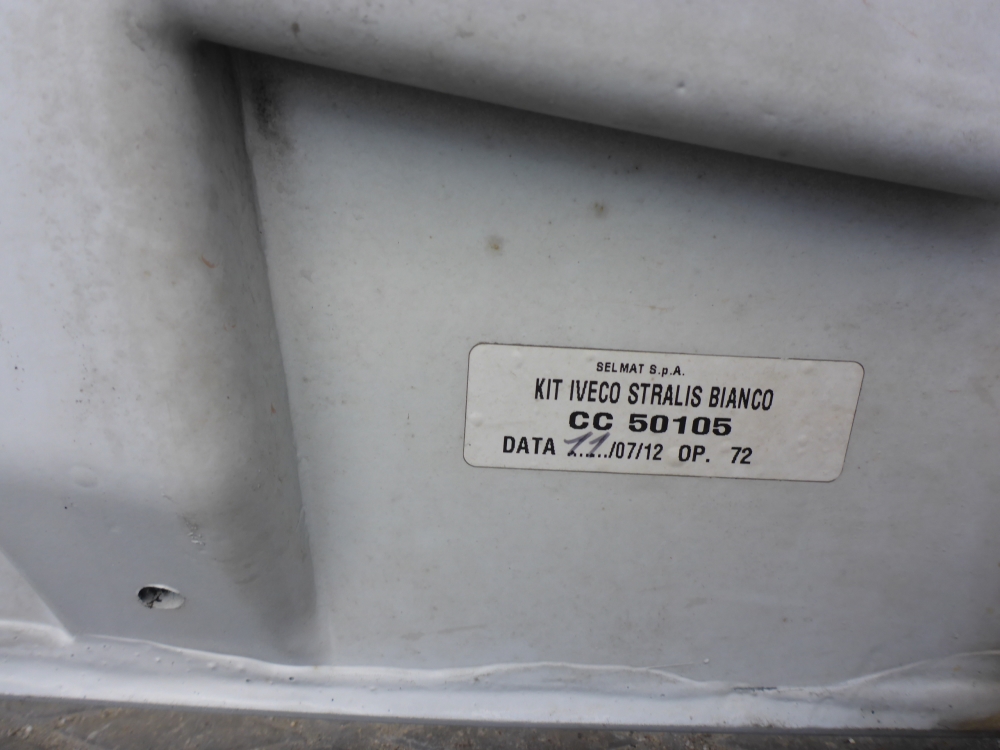 SELMAT S.p.A.
KIT IVECO STRALIS BIANCO
CC 50105
DATA 11/07/12 OP. 72